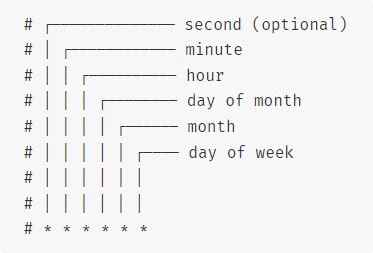 # ┌────────────── second (optional)
# │ ┌──────────── minute
# │ │ ┌────────── hour
# │ │ │ ┌──────── day of month
# │ │ │ │ ┌────── month
# │ │ │ │ │ ┌──── day of week
# │ │ │ │ │ │
# │ │ │ │ │ │
# * * * * * *